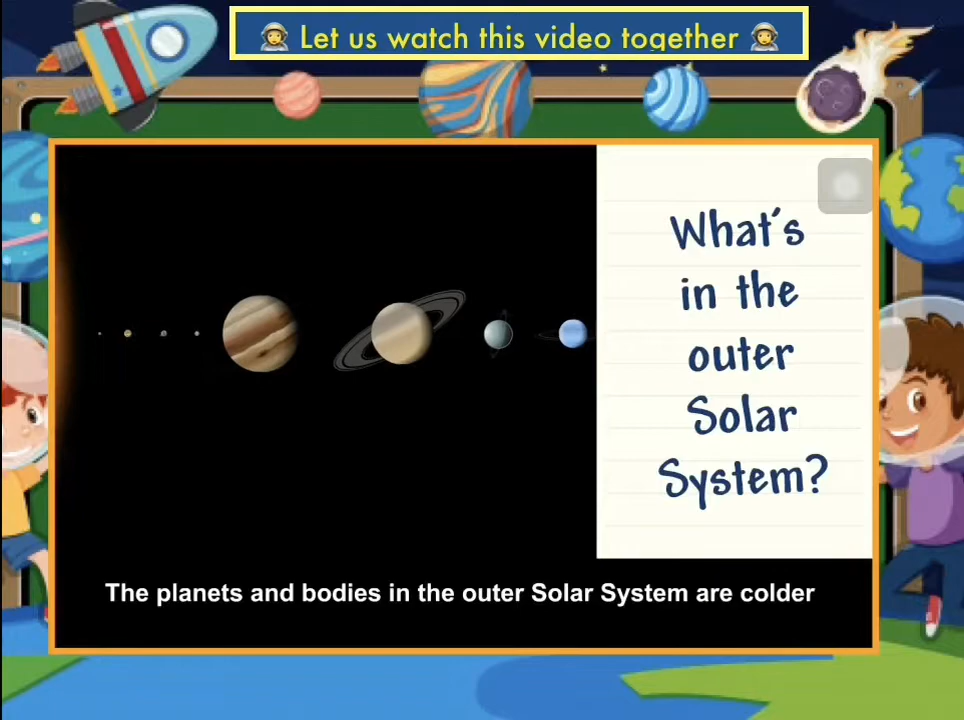 Let us watch this video together
What's
in the
outer
Solar
System?
The planets and bodies in the outer Solar System are colder